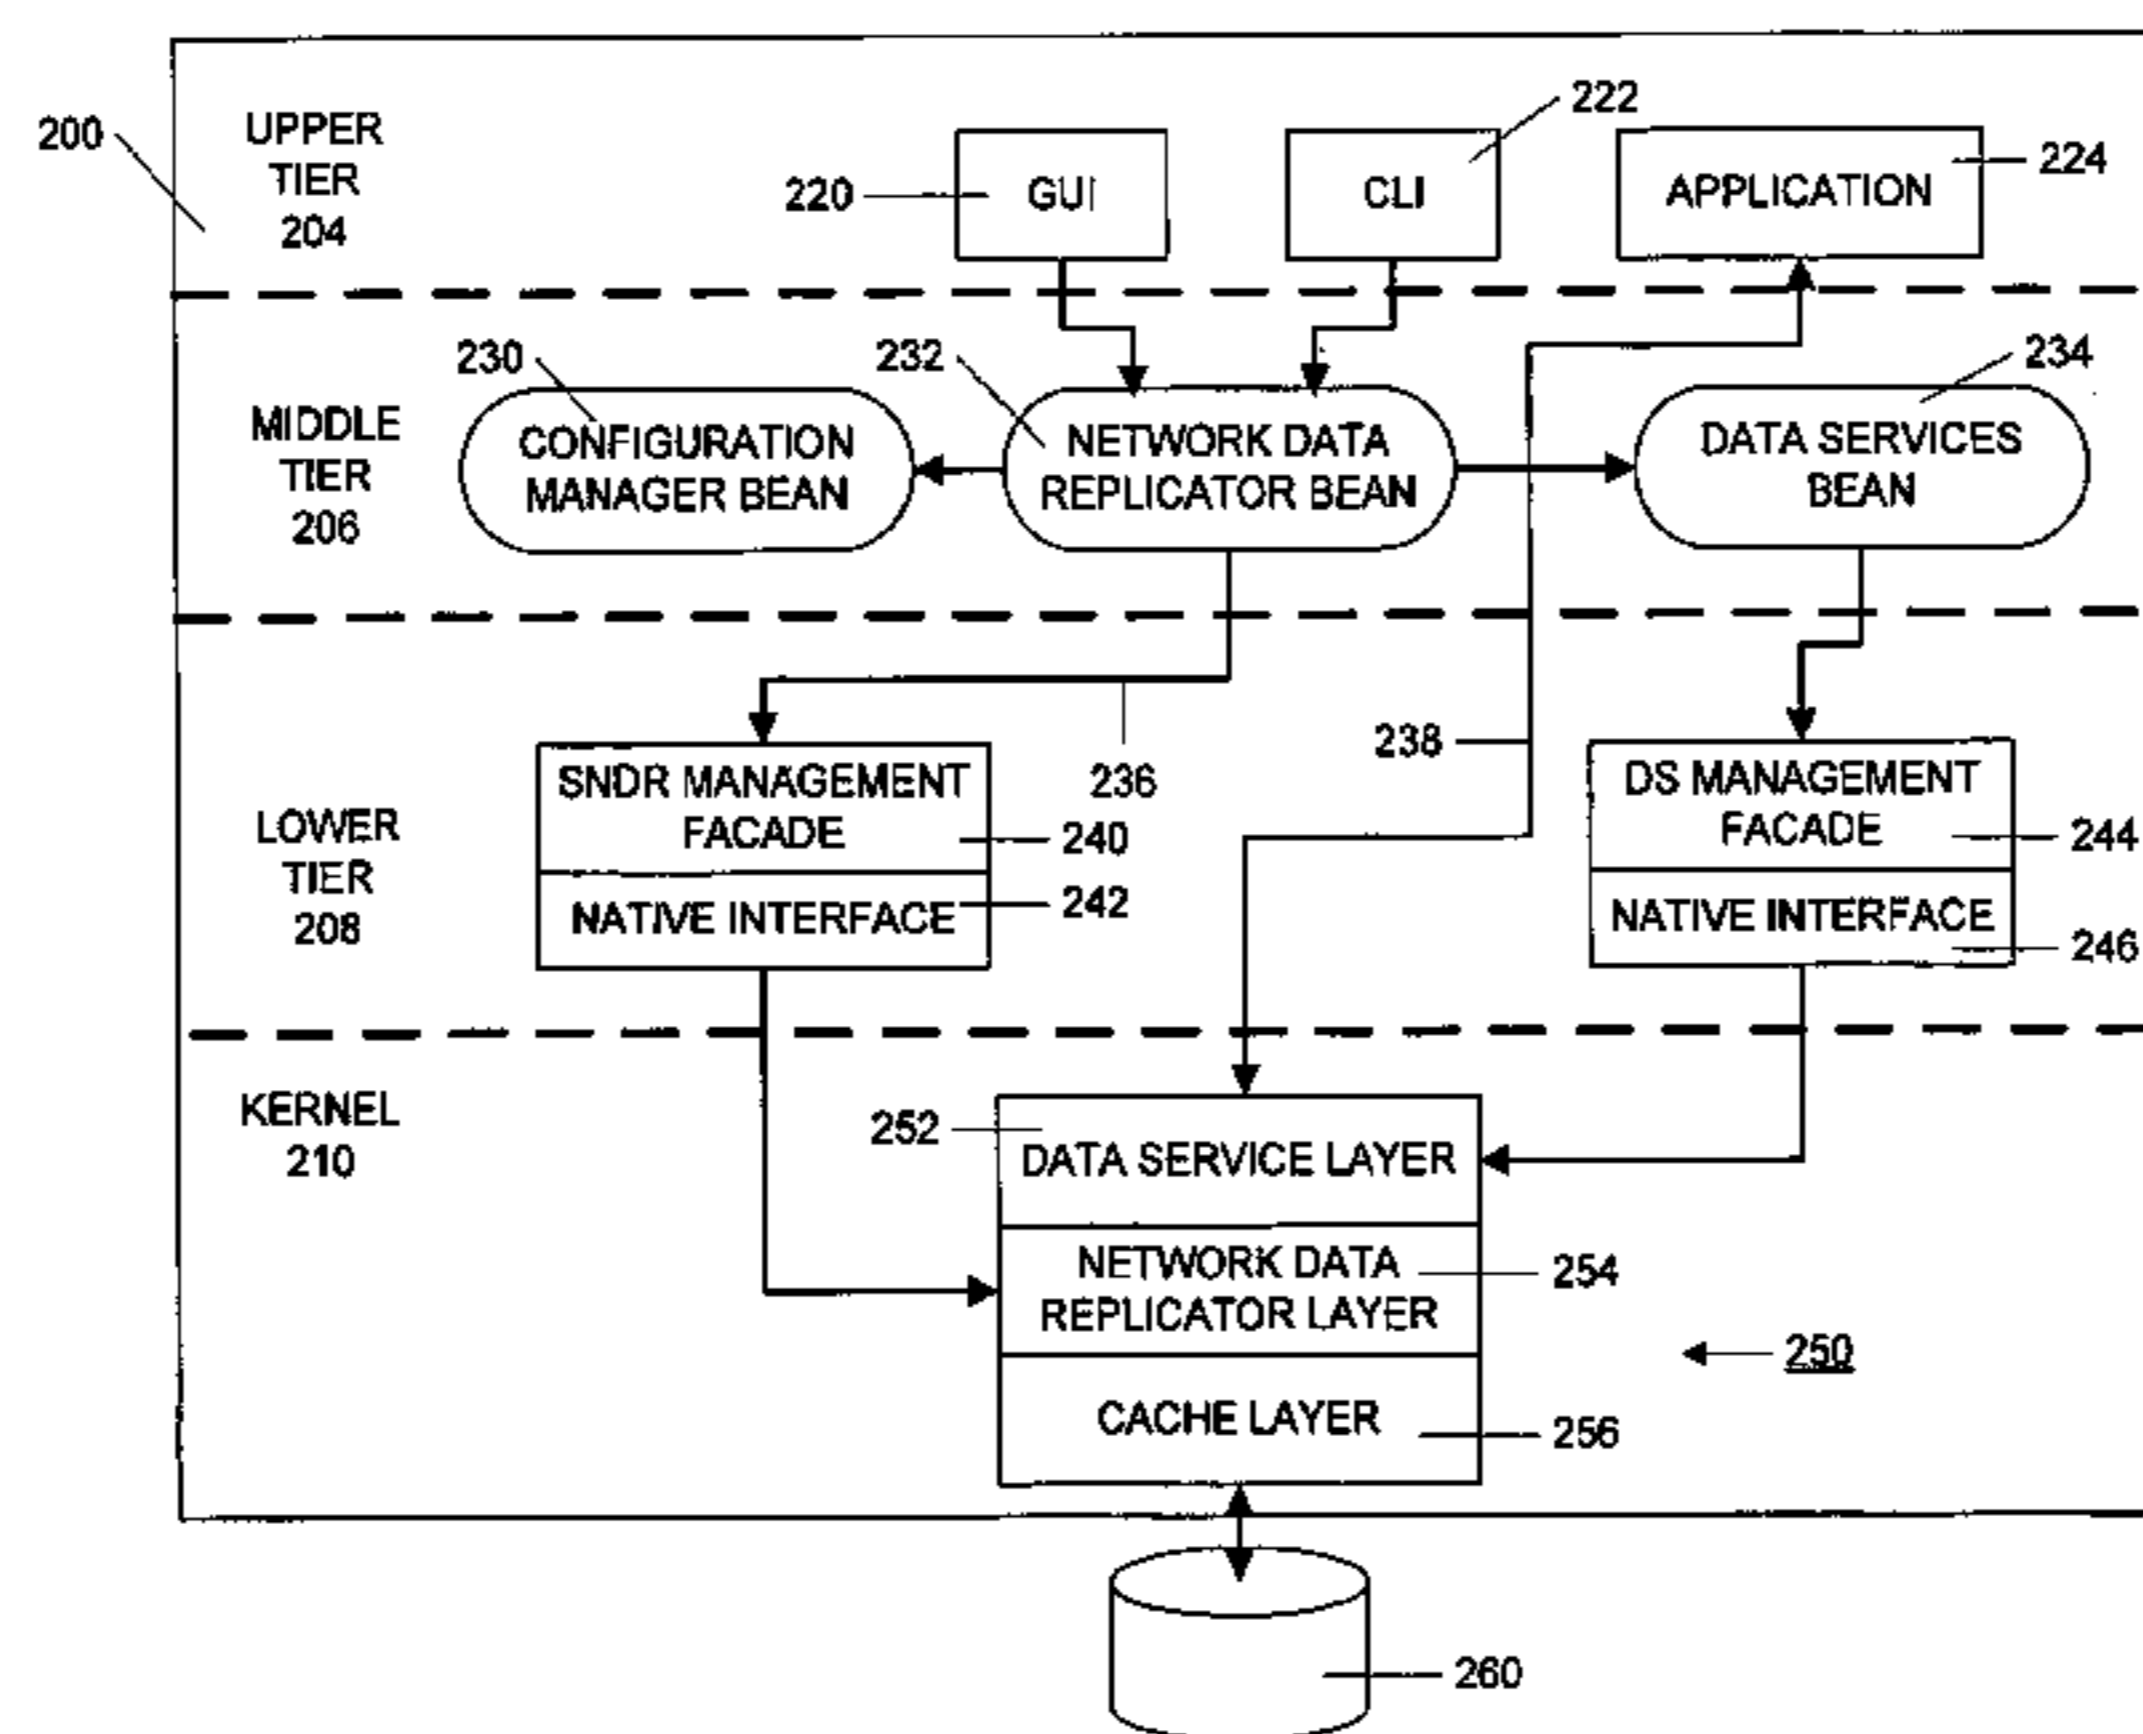 200
UPPER
TIER
204
220
GUI
CLI
222
APPLICATION
224
230
232
234
MIDDLE
TIER
206
CONFIGURATION
MANAGER BEAN
NETWORK DATA
REPLICATOR BEAN
DATA SERVICES
BEAN
236
238
LOWER
TIER
208
SNDR MANAGEMENT
FACADE
240
NATIVE INTERFACE
242
DS MANAGEMENT
FACADE
244
NATIVE INTERFACE
246
KERNEL
210
252
DATA SERVICE LAYER
NETWORK DATA
REPLICATOR LAYER
254
250
CACHE LAYER
256
260